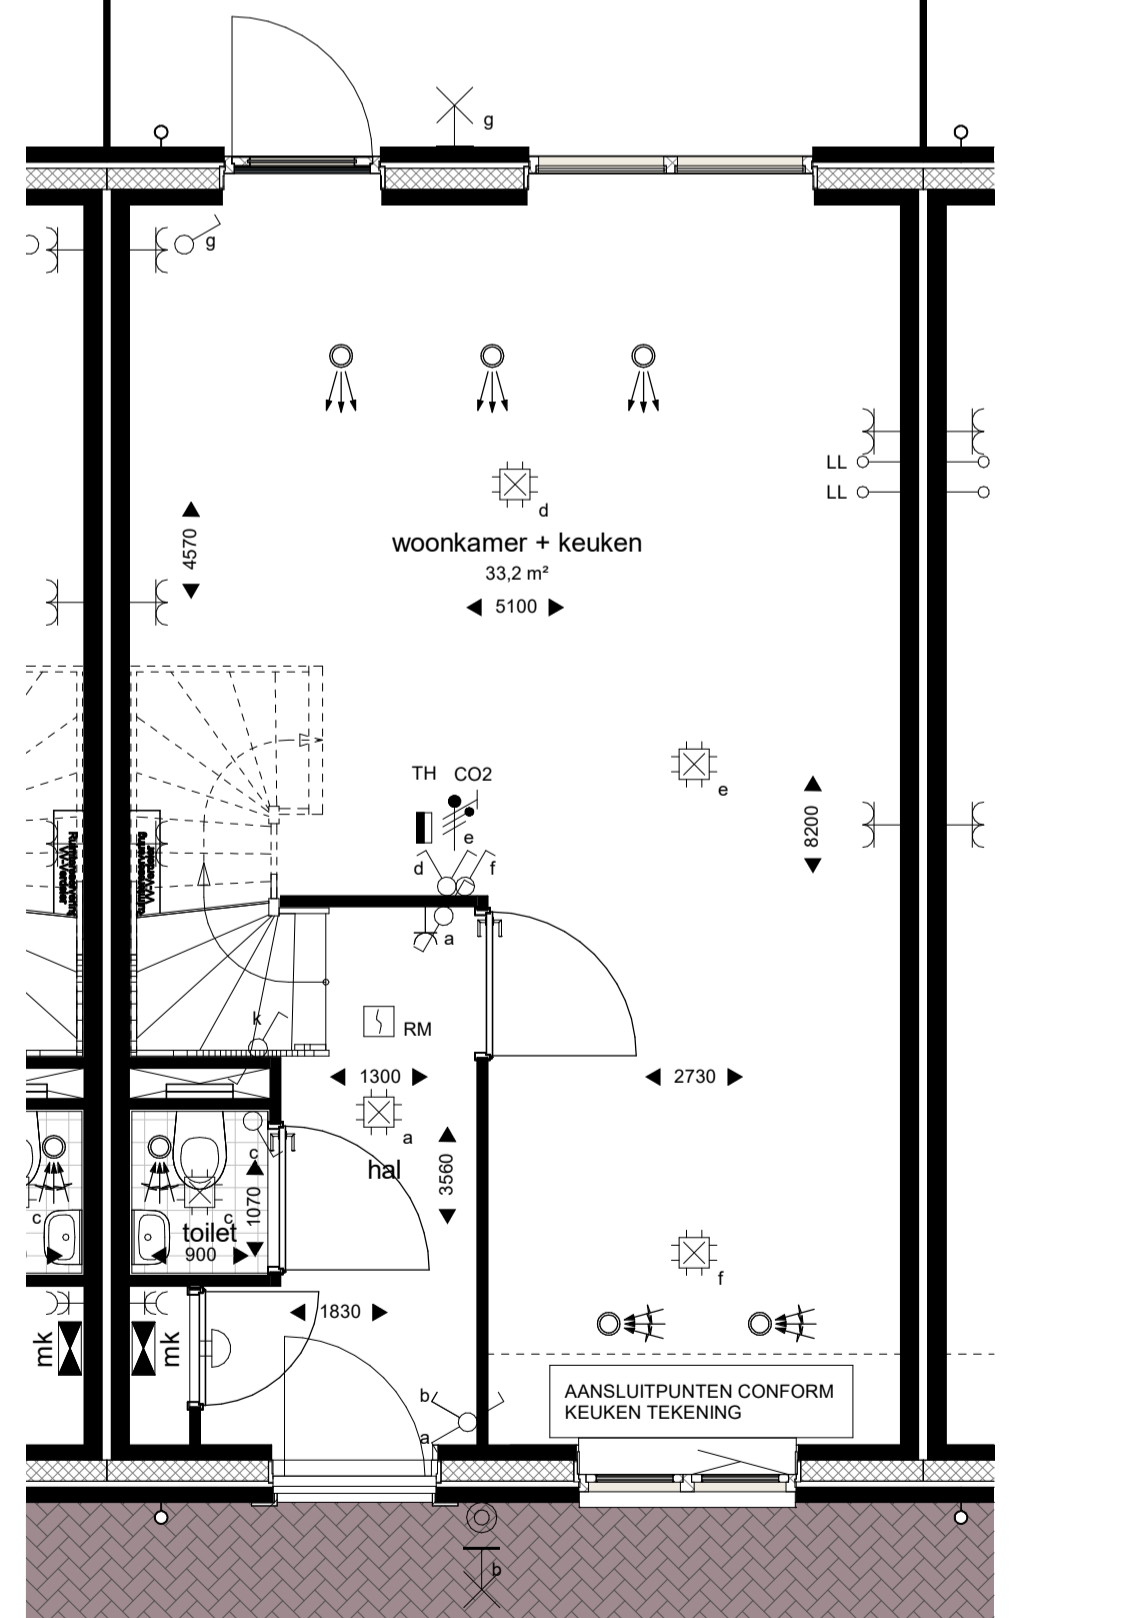 g
g
LL
LL
d
4570
woonkamer + keuken
33,2 m²
5100
e
TH CO2
8200
e
d
f
a
k
RM
1300
2730
a
hal
3560
c
1070
c
c
toilet
900
f
1830
mk
mk
AANSLUITPUNTEN CONFORM
KEUKEN TEKENING
b
a
b